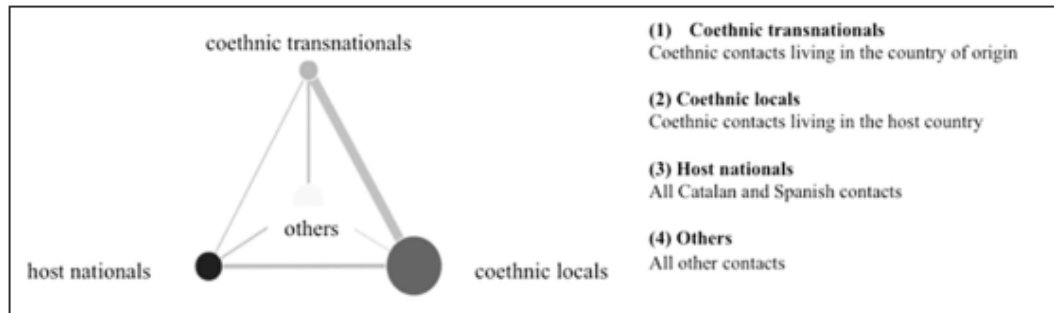 coethnic transnationals
others
host nationals
coethnic locals
(1) Coethnic transnationals
Coethnic contacts living in the country of origin
(2) Coethnic locals
Coethnic contacts living in the host country
(3) Host nationals
All Catalan and Spanish contacts
(4) Others
All other contacts